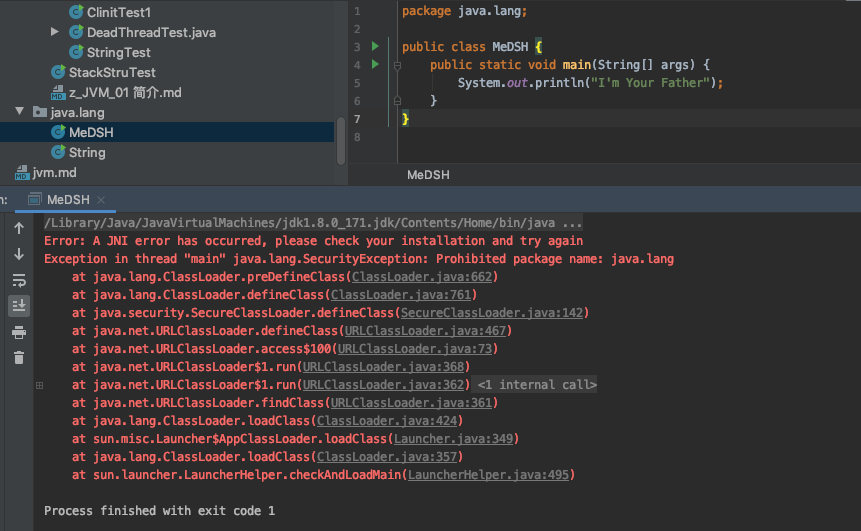 ClinitTest1
DeadThreadTest.java
StringTest
StackStruTest
z_JVM_01 简介.md
java.lang
MeDSH
String
jvm.md
1 package java.lang;
2
3 public class MeDSH {
4 public static void main(String[] args) {
5 System.out.println("I'm Your Father");
6 }
7 }
8
MeDSH
n: MeDSH ×
/Library/Java/JavaVirtualMachines/jdk1.8.0_171.jdk/Contents/Home/bin/java ...
Error: A JNI error has occurred, please check your installation and try again
Exception in thread "main" java.lang.SecurityException: Prohibited package name: java.lang
at java.lang.ClassLoader.preDefineClass(ClassLoader.java:662)
at java.lang.ClassLoader.defineClass(ClassLoader.java:761)
at java.security.SecureClassLoader.defineClass(SecureClassLoader.java:142)
at java.net.URLClassLoader.defineClass(URLClassLoader.java:467)
at java.net.URLClassLoader.access$100(URLClassLoader.java:73)
at java.net.URLClassLoader$1.run(URLClassLoader.java:368)
at java.net.URLClassLoader$1.run(URLClassLoader.java:362) <1 internal call>
at java.net.URLClassLoader.findClass(URLClassLoader.java:361)
at java.lang.ClassLoader.loadClass(ClassLoader.java:424)
at sun.misc.Launcher$AppClassLoader.loadClass(Launcher.java:349)
at java.lang.ClassLoader.loadClass(ClassLoader.java:357)
at sun.launcher.LauncherHelper.checkAndLoadMain(LauncherHelper.java:495)
Process finished with exit code 1